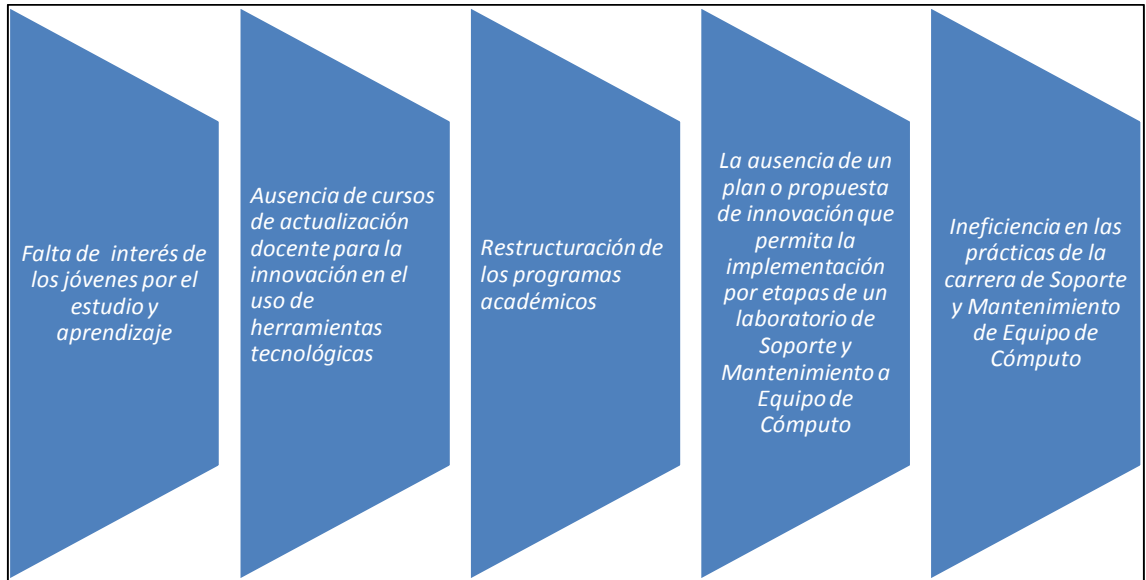 Falta de interés de
los jóvenes por el
estudio y
aprendizaje
Ausencia de cursos
de actualización
docente para la
innovación en el
uso de
herramientas
tecnológicas
Restructuración de
los programas
académicos
La ausencia de un
plan o propuesta
de innovación que
permita la
implementación
por etapas de un
laboratorio de
Soporte y
Mantenimiento a
Equipo de
Cómputo
Ineficiencia en las
prácticas de la
carrera de Soporte
y Mantenimiento
de Equipo de
Cómputo